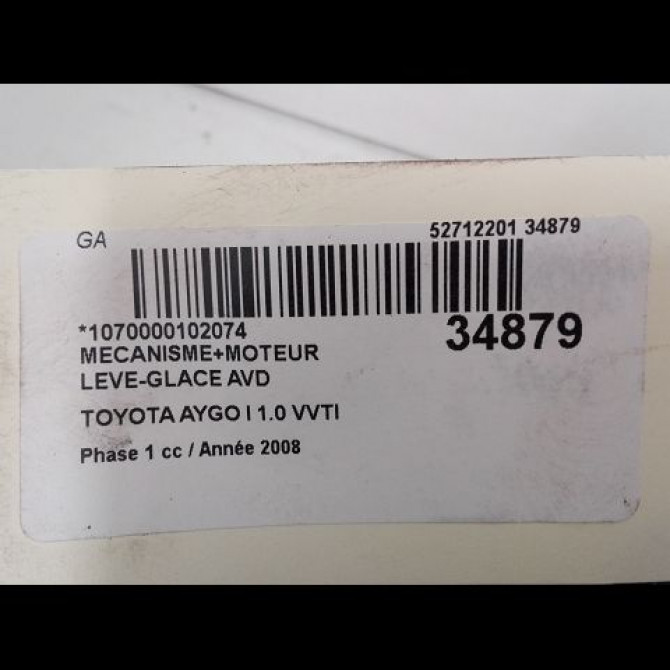 GA
52712201 34879
*1070000102074
34879
MECANISME+MOTEUR
LEVE-GLACE AVD
TOYOTA AYGO I 1.0 VVTI
Phase 1 cc / Année 2008